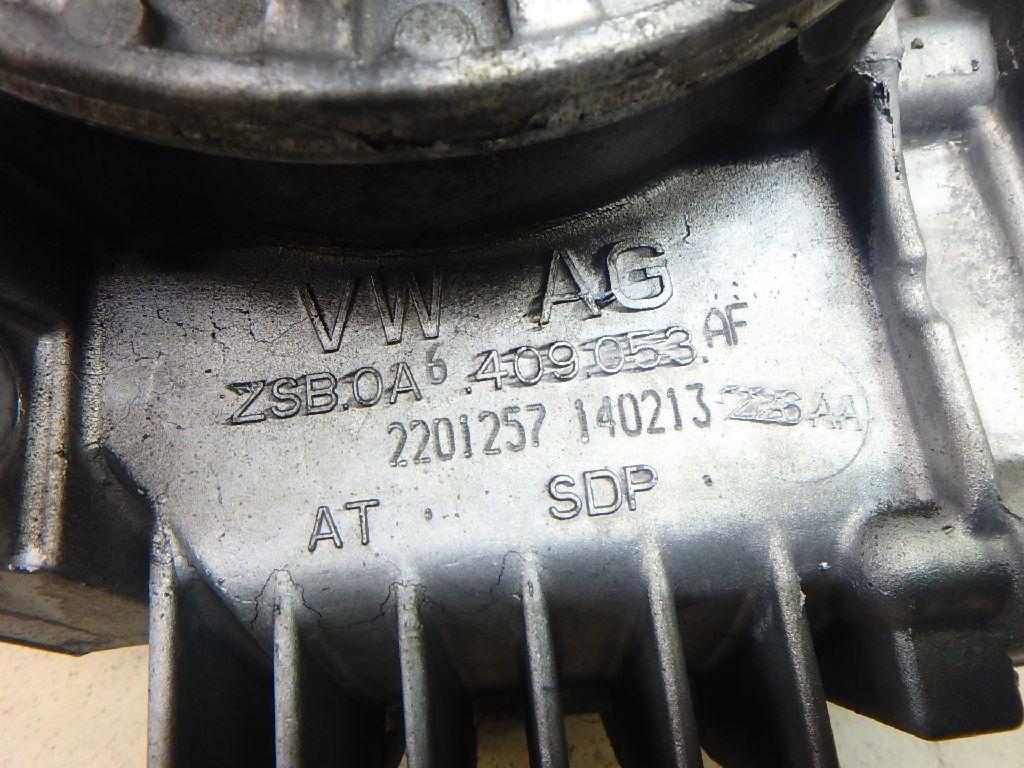 VW AG
ZSB.0A6.409.053.AF
2201257 140213 226 AA
AT SDP